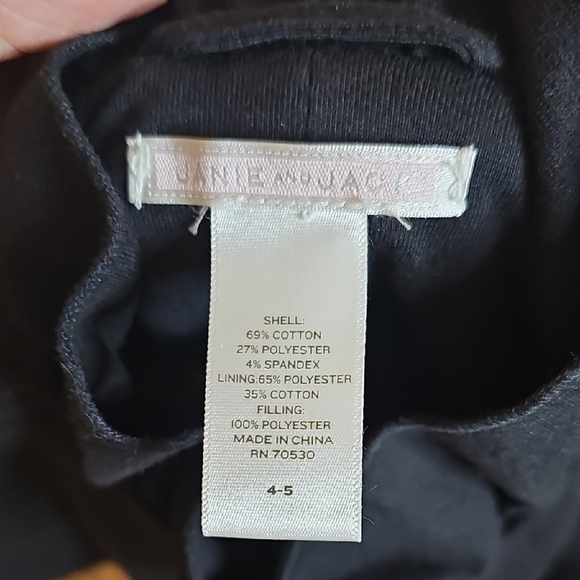 JANIE AND JACK
SHELL:
69% COTTON
27% POLYESTER
4% SPANDEX
LINING:65% POLYESTER
35% COTTON
FILLING:
100% POLYESTER
MADE IN CHINA
RN 70530
4-5